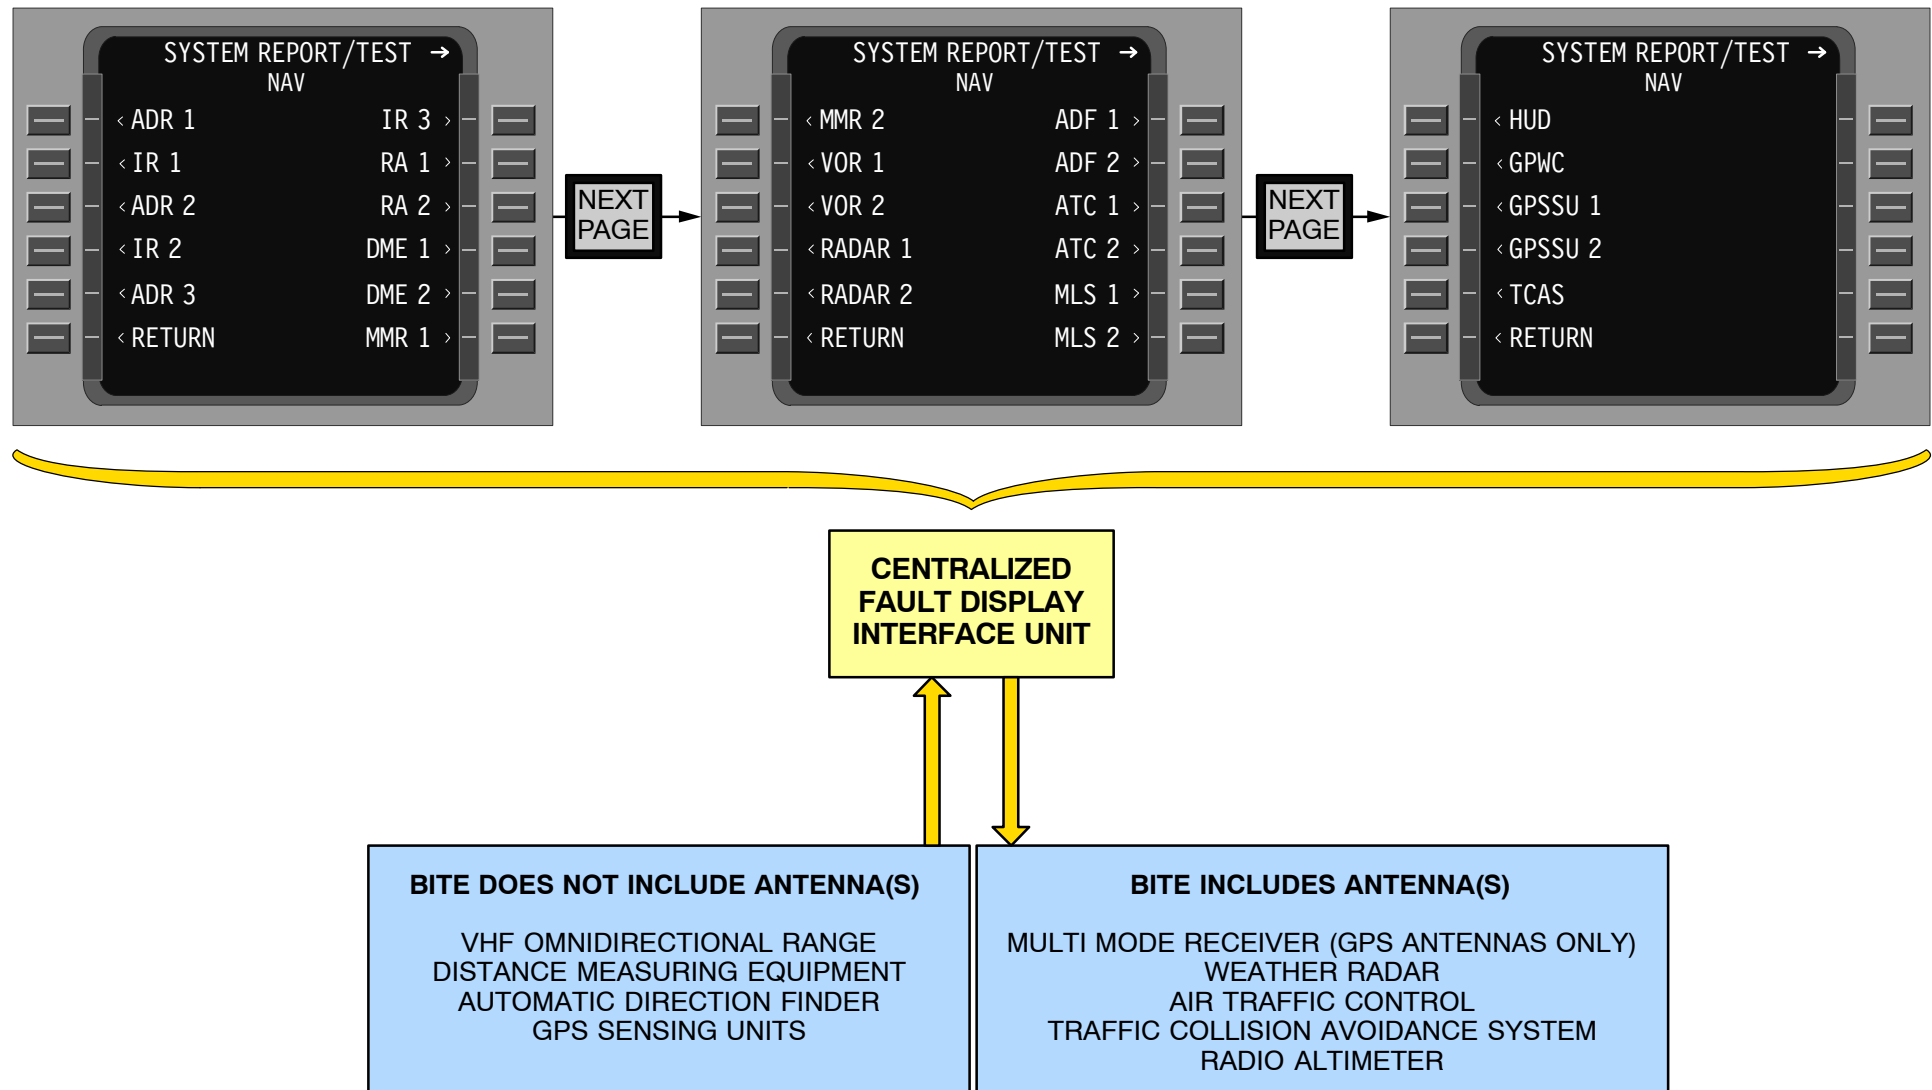 SYSTEM REPORT/TEST →
NAV
<ADR 1 IR 3>
<IR 1 RA 1>
<ADR 2 RA 2>
<IR 2 DME 1>
<ADR 3 DME 2>
<RETURN MMR 1>
NEXT
PAGE
SYSTEM REPORT/TEST →
NAV
<MMR 2 ADF 1>
<VOR 1 ADF 2>
<VOR 2 ATC 1>
<RADAR 1 ATC 2>
<RADAR 2 MLS 1>
<RETURN MLS 2>
NEXT
PAGE
SYSTEM REPORT/TEST →
NAV
<HUD
<GPWC
<GPSSU 1
<GPSSU 2
<TCAS
<RETURN
CENTRALIZED
FAULT DISPLAY
INTERFACE UNIT
BITE DOES NOT INCLUDE ANTENNA(S)
VHF OMNIDIRECTIONAL RANGE
DISTANCE MEASURING EQUIPMENT
AUTOMATIC DIRECTION FINDER
GPS SENSING UNITS
BITE INCLUDES ANTENNA(S)
MULTI MODE RECEIVER (GPS ANTENNAS ONLY)
WEATHER RADAR
AIR TRAFFIC CONTROL
TRAFFIC COLLISION AVOIDANCE SYSTEM
RADIO ALTIMETER